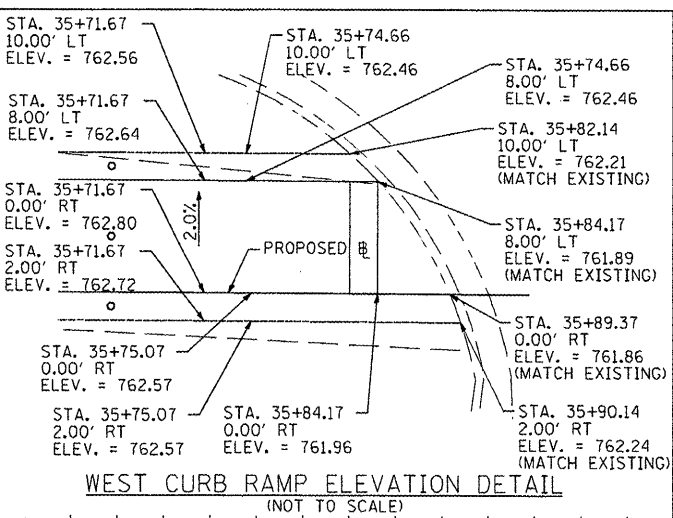 STA. 35+71.67
10.00' LT
ELEV. = 762.56
STA. 35+74.66
10.00' LT
ELEV. = 762.46
STA. 35+74.66
8.00' LT
ELEV. = 762.46
STA. 35+71.67
8.00' LT
ELEV. = 762.64
STA. 35+82.14
10.00' LT
ELEV. = 762.21
(MATCH EXISTING)
STA. 35+71.67
0.00' RT
ELEV. = 762.80
2.0%
STA. 35+84.17
8.00' LT
ELEV. = 761.89
(MATCH EXISTING)
PROPOSED ℄
STA. 35+71.67
2.00' RT
ELEV. = 762.72
STA. 35+89.37
0.00' RT
ELEV. = 761.86
(MATCH EXISTING)
STA. 35+75.07
0.00' RT
ELEV. = 762.57
STA. 35+75.07
2.00' RT
ELEV. = 762.57
STA. 35+84.17
0.00' RT
ELEV. = 761.96
STA. 35+90.14
2.00' RT
ELEV. = 762.24
(MATCH EXISTING)
WEST CURB RAMP ELEVATION DETAIL
(NOT TO SCALE)